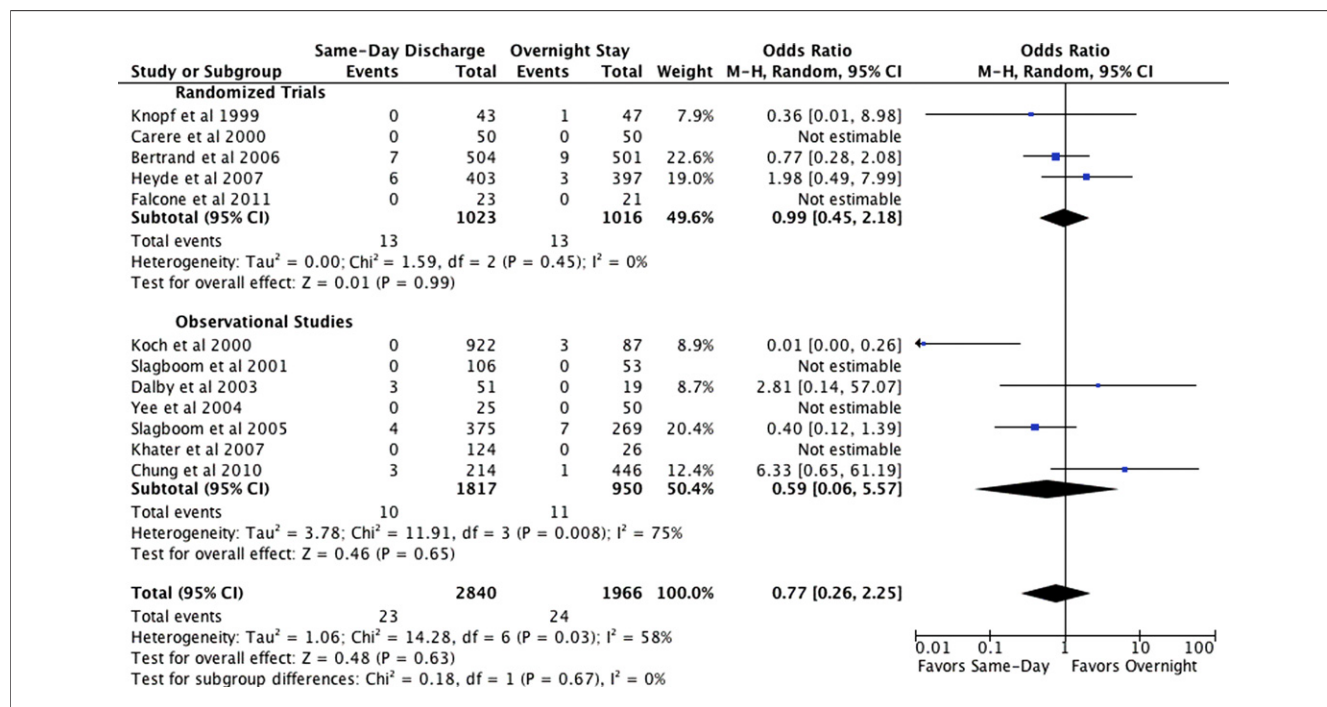 Same-Day Discharge Overnight Stay Odds Ratio Odds Ratio
Study or Subgroup Events Total Events Total Weight M-H, Random, 95% CI M-H, Random, 95% CI
Randomized Trials
Knopf et al 1999 0 43 1 47 7.9% 0.36 [0.01, 8.98]
Carere et al 2000 0 50 0 50 Not estimable
Bertrand et al 2006 7 504 9 501 22.6% 0.77 [0.28, 2.08]
Heyde et al 2007 6 403 3 397 19.0% 1.98 [0.49, 7.99]
Falcone et al 2011 0 23 0 21 Not estimable
Subtotal (95% CI) 1023 1016 49.6% 0.99 [0.45, 2.18]
Total events 13 13
Heterogeneity: Tau² = 0.00; Chi² = 1.59, df = 2 (P = 0.45); I² = 0%
Test for overall effect: Z = 0.01 (P = 0.99)
Observational Studies
Koch et al 2000 0 922 3 87 8.9% 0.01 [0.00, 0.26]
Slagboom et al 2001 0 106 0 53 Not estimable
Dalby et al 2003 3 51 0 19 8.7% 2.81 [0.14, 57.07]
Yee et al 2004 0 25 0 50 Not estimable
Slagboom et al 2005 4 375 7 269 20.4% 0.40 [0.12, 1.39]
Khater et al 2007 0 124 0 26 Not estimable
Chung et al 2010 3 214 1 446 12.4% 6.33 [0.65, 61.19]
Subtotal (95% CI) 1817 950 50.4% 0.59 [0.06, 5.57]
Total events 10 11
Heterogeneity: Tau² = 3.78; Chi² = 11.91, df = 3 (P = 0.008); I² = 75%
Test for overall effect: Z = 0.46 (P = 0.65)
Total (95% CI) 2840 1966 100.0% 0.77 [0.26, 2.25]
Total events 23 24
Heterogeneity: Tau² = 1.06; Chi² = 14.28, df = 6 (P = 0.03); I² = 58%
Test for overall effect: Z = 0.48 (P = 0.63)
Test for subgroup differences: Chi² = 0.18, df = 1 (P = 0.67), I² = 0%
0.01 0.1 1 10 100
Favors Same-Day Favors Overnight